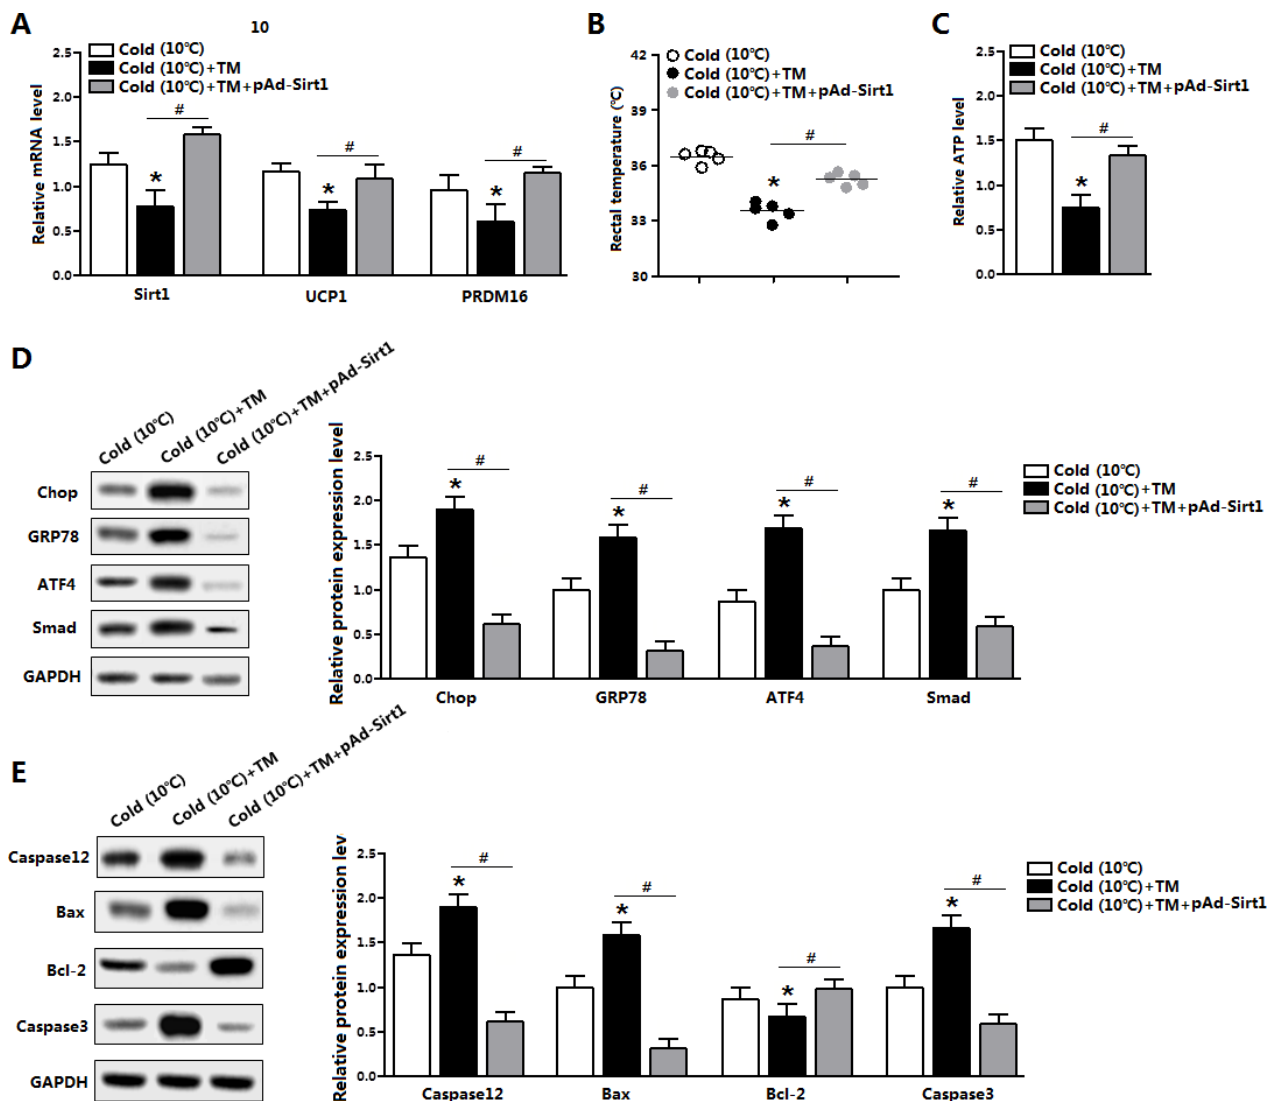 A
10
Cold (10℃)
Cold (10℃)+TM
Cold (10℃)+TM+pAd-Sirt1
Relative mRNA level
2.5
2.0
1.5
1.0
0.5
0.0
#
#
#
*
*
*
Sirt1
UCP1
PRDM16
B
Cold (10℃)
Cold (10℃)+TM
Cold (10℃)+TM+pAd-Sirt1
Rectal temperature (℃)
42
39
36
33
30
#
*
C
Cold (10℃)
Cold (10℃)+TM
Cold (10℃)+TM+pAd-Sirt1
Relative ATP level
2.5
2.0
1.5
1.0
0.5
0.0
#
*
D
Cold (10℃)
Cold (10℃)+TM
Cold (10℃)+TM+pAd-Sirt1
Chop
GRP78
ATF4
Smad
GAPDH
Relative protein expression level
2.5
2.0
1.5
1.0
0.5
0.0
#
#
#
#
*
*
*
*
Chop
GRP78
ATF4
Smad
Cold (10℃)
Cold (10℃)+TM
Cold (10℃)+TM+pAd-Sirt1
E
Cold (10℃)
Cold (10℃)+TM
Cold (10℃)+TM+pAd-Sirt1
Caspase12
Bax
Bcl-2
Caspase3
GAPDH
Relative protein expression lev
2.5
2.0
1.5
1.0
0.5
0.0
#
#
#
#
*
*
*
*
Caspase12
Bax
Bcl-2
Caspase3
Cold (10℃)
Cold (10℃)+TM
Cold (10℃)+TM+pAd-Sirt1